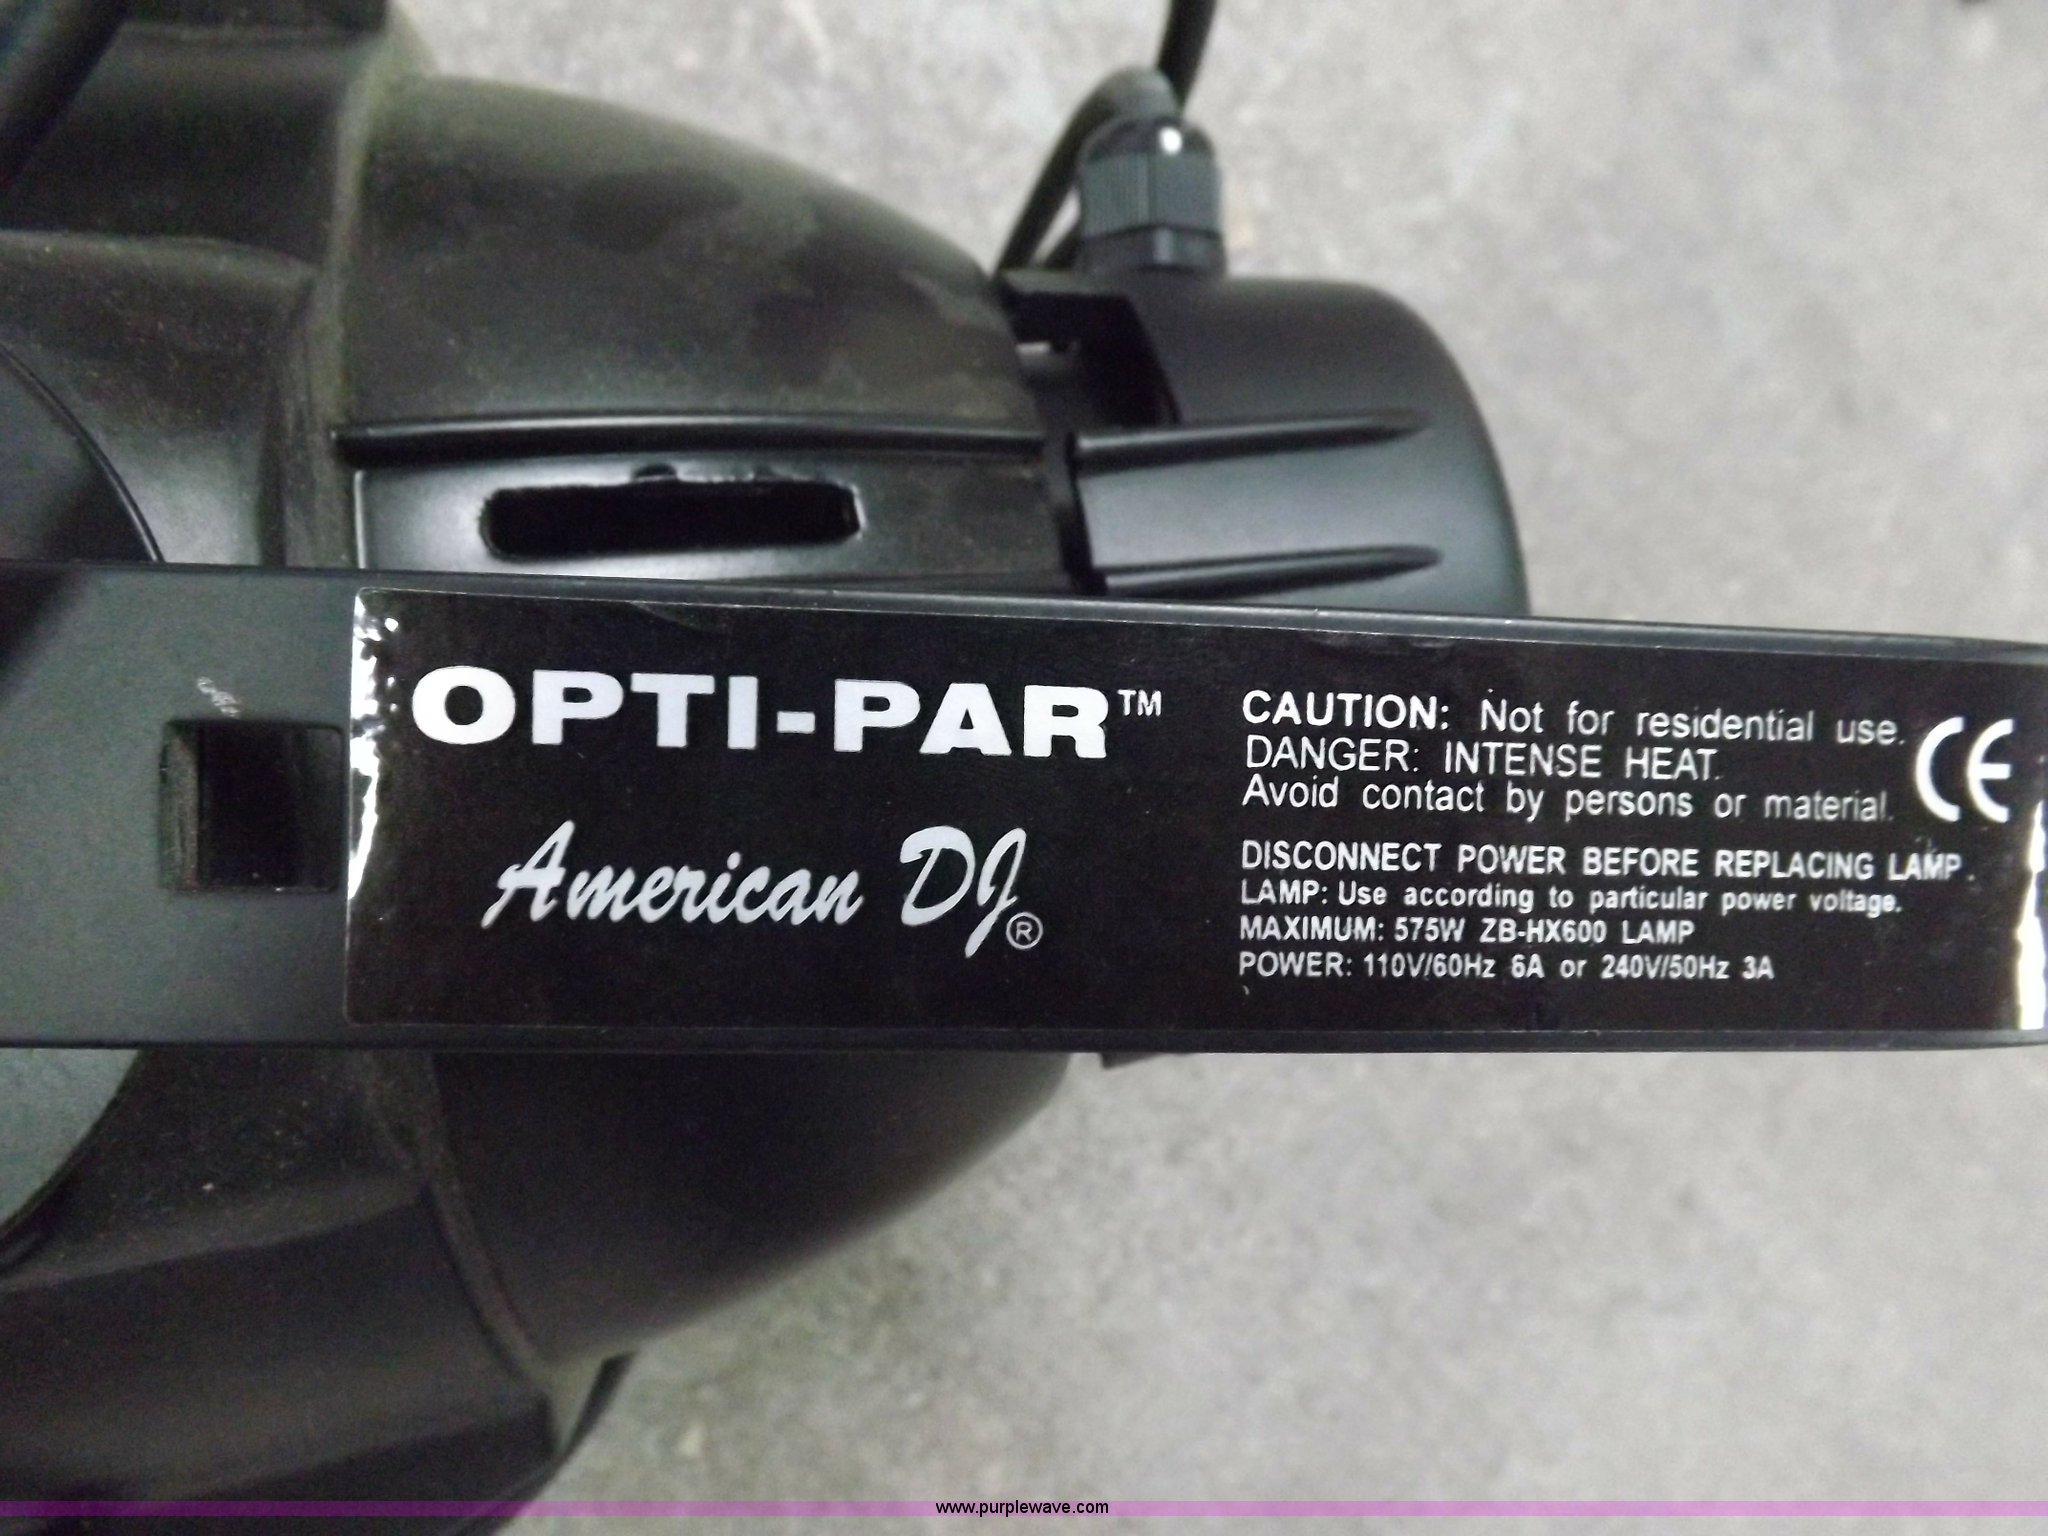 OPTI-PAR™
American DJ®
CAUTION: Not for residential use.
DANGER: INTENSE HEAT.
Avoid contact by persons or material.
CE
DISCONNECT POWER BEFORE REPLACING LAMP.
LAMP: Use according to particular power voltage.
MAXIMUM: 575W ZB-HX600 LAMP
POWER: 110V/60Hz 6A or 240V/50Hz 3A
www.purplewave.com